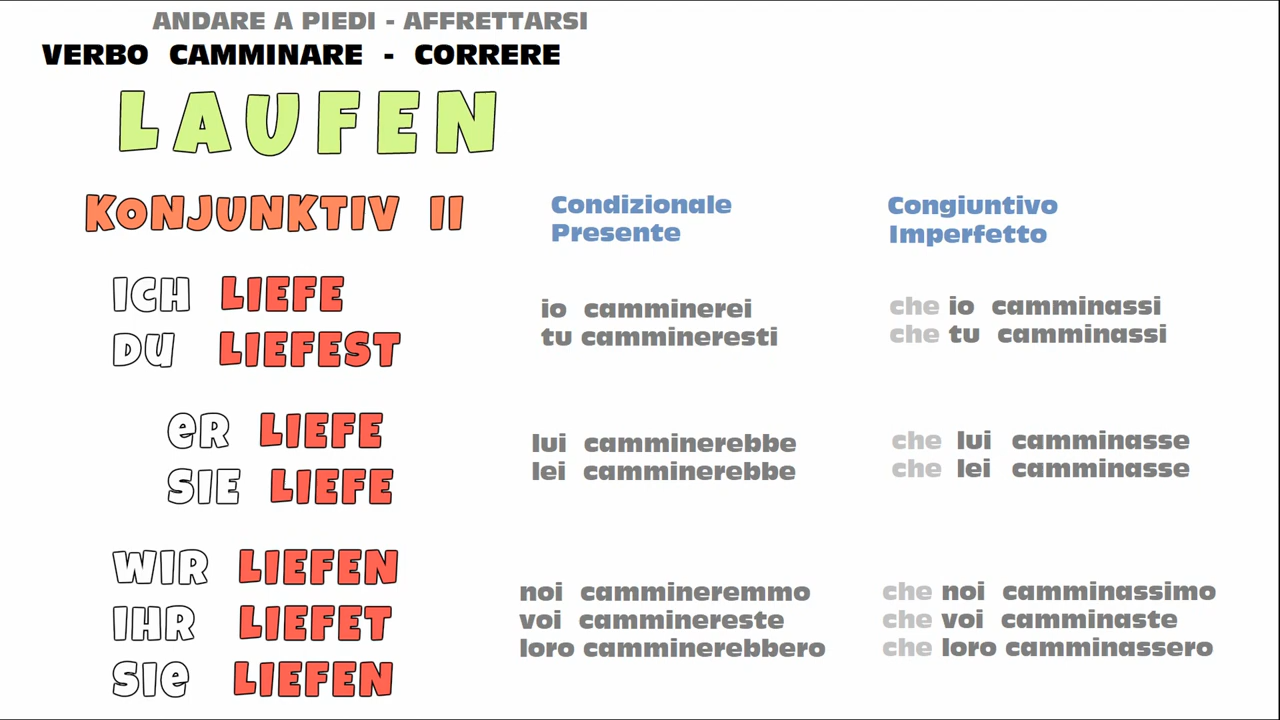 ANDARE A PIEDI - AFFRETTARSI
VERBO CAMMINARE - CORRERE
LAUFEN
KONJUNKTIV II
Condizionale Presente
Congiuntivo Imperfetto
ICH LIEFE
DU LIEFEST
io camminerei
tu cammineresti
che io camminassi
che tu camminassi
ER LIEFE
SIE LIEFE
lui camminerebbe
lei camminerebbe
che lui camminasse
che lei camminasse
WIR LIEFEN
IHR LIEFET
SIE LIEFEN
noi cammineremmo
voi camminereste
loro camminerebbero
che noi camminassimo
che voi camminaste
che loro camminassero